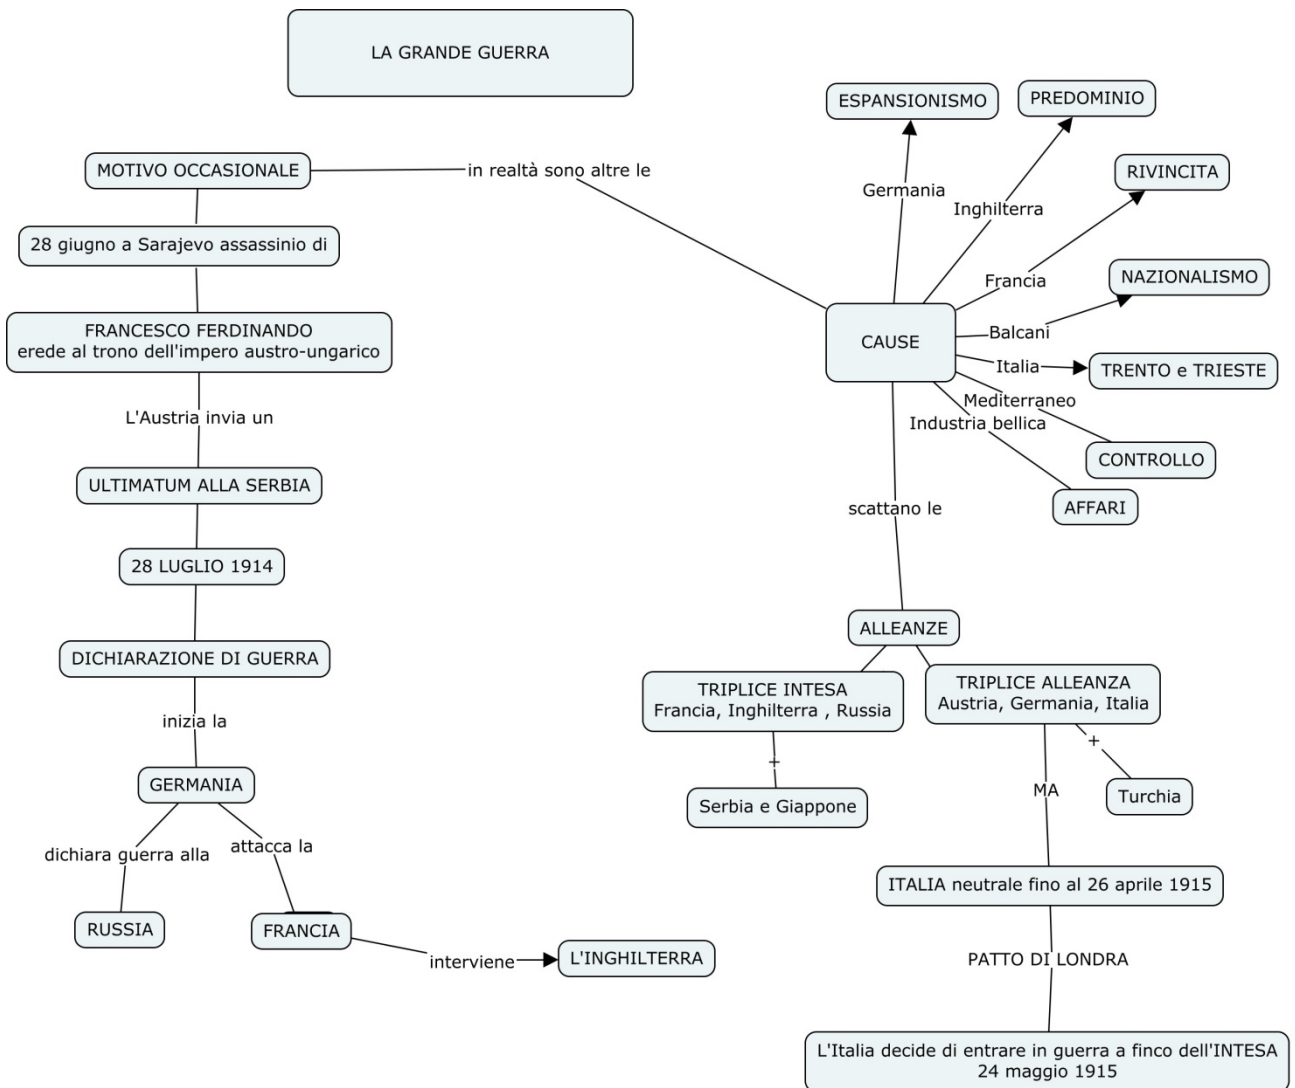 LA GRANDE GUERRA
MOTIVO OCCASIONALE
in realtà sono altre le
28 giugno a Sarajevo assassinio di
FRANCESCO FERDINANDO
erede al trono dell'impero austro-ungarico
L'Austria invia un
ULTIMATUM ALLA SERBIA
28 LUGLIO 1914
DICHIARAZIONE DI GUERRA
inizia la
GERMANIA
dichiara guerra alla
attacca la
RUSSIA
FRANCIA
interviene
L'INGHILTERRA
CAUSE
Germania
ESPANSIONISMO
Inghilterra
PREDOMINIO
Francia
RIVINCITA
Balcani
NAZIONALISMO
Italia
TRENTO e TRIESTE
Mediterraneo
CONTROLLO
Industria bellica
AFFARI
scattano le
ALLEANZE
TRIPLICE INTESA
Francia, Inghilterra , Russia
+
Serbia e Giappone
TRIPLICE ALLEANZA
Austria, Germania, Italia
+
Turchia
MA
ITALIA neutrale fino al 26 aprile 1915
PATTO DI LONDRA
L'Italia decide di entrare in guerra a finco dell'INTESA
24 maggio 1915